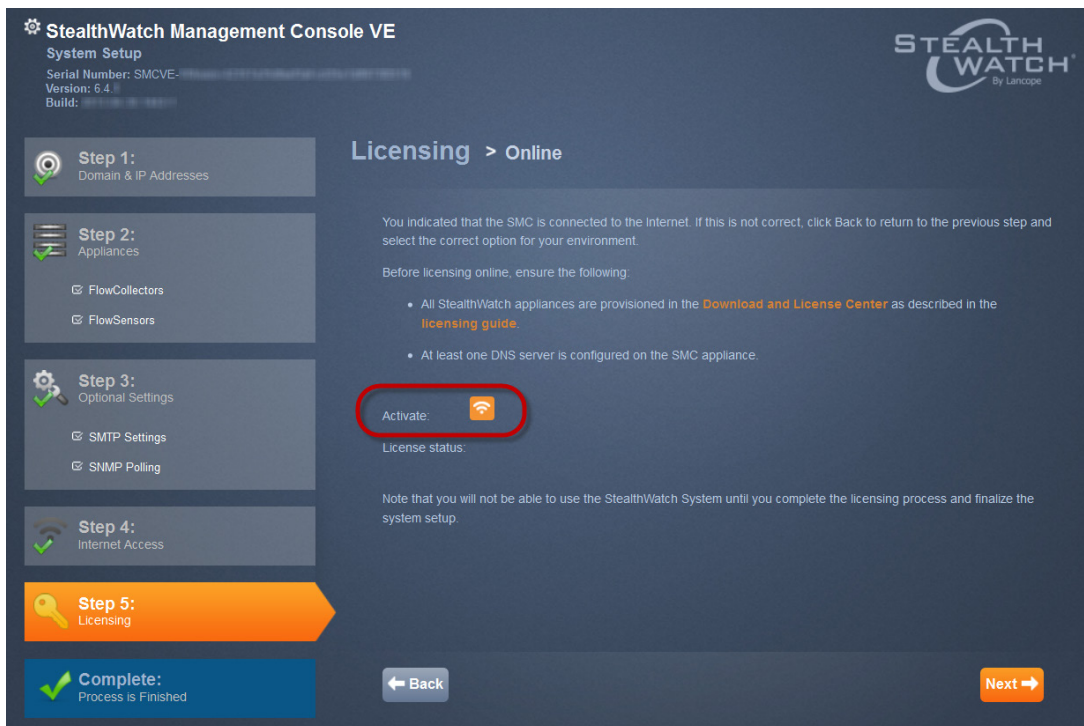 StealthWatch Management Console VE
System Setup
Serial Number: SMCVE-
Version: 6.4.
Build:
STEALTH
WATCH
By Lancope
Step 1:
Domain & IP Addresses
Step 2:
Appliances
FlowCollectors
FlowSensors
Step 3:
Optional Settings
SMTP Settings
SNMP Polling
Step 4:
Internet Access
Step 5:
Licensing
Complete:
Process is Finished
Licensing > Online
You indicated that the SMC is connected to the Internet. If this is not correct, click Back to return to the previous step and
select the correct option for your environment.
Before licensing online, ensure the following:
• All StealthWatch appliances are provisioned in the Download and License Center as described in the
licensing guide.
• At least one DNS server is configured on the SMC appliance.
Activate:
License status:
Note that you will not be able to use the StealthWatch System until you complete the licensing process and finalize the
system setup.
Back
Next